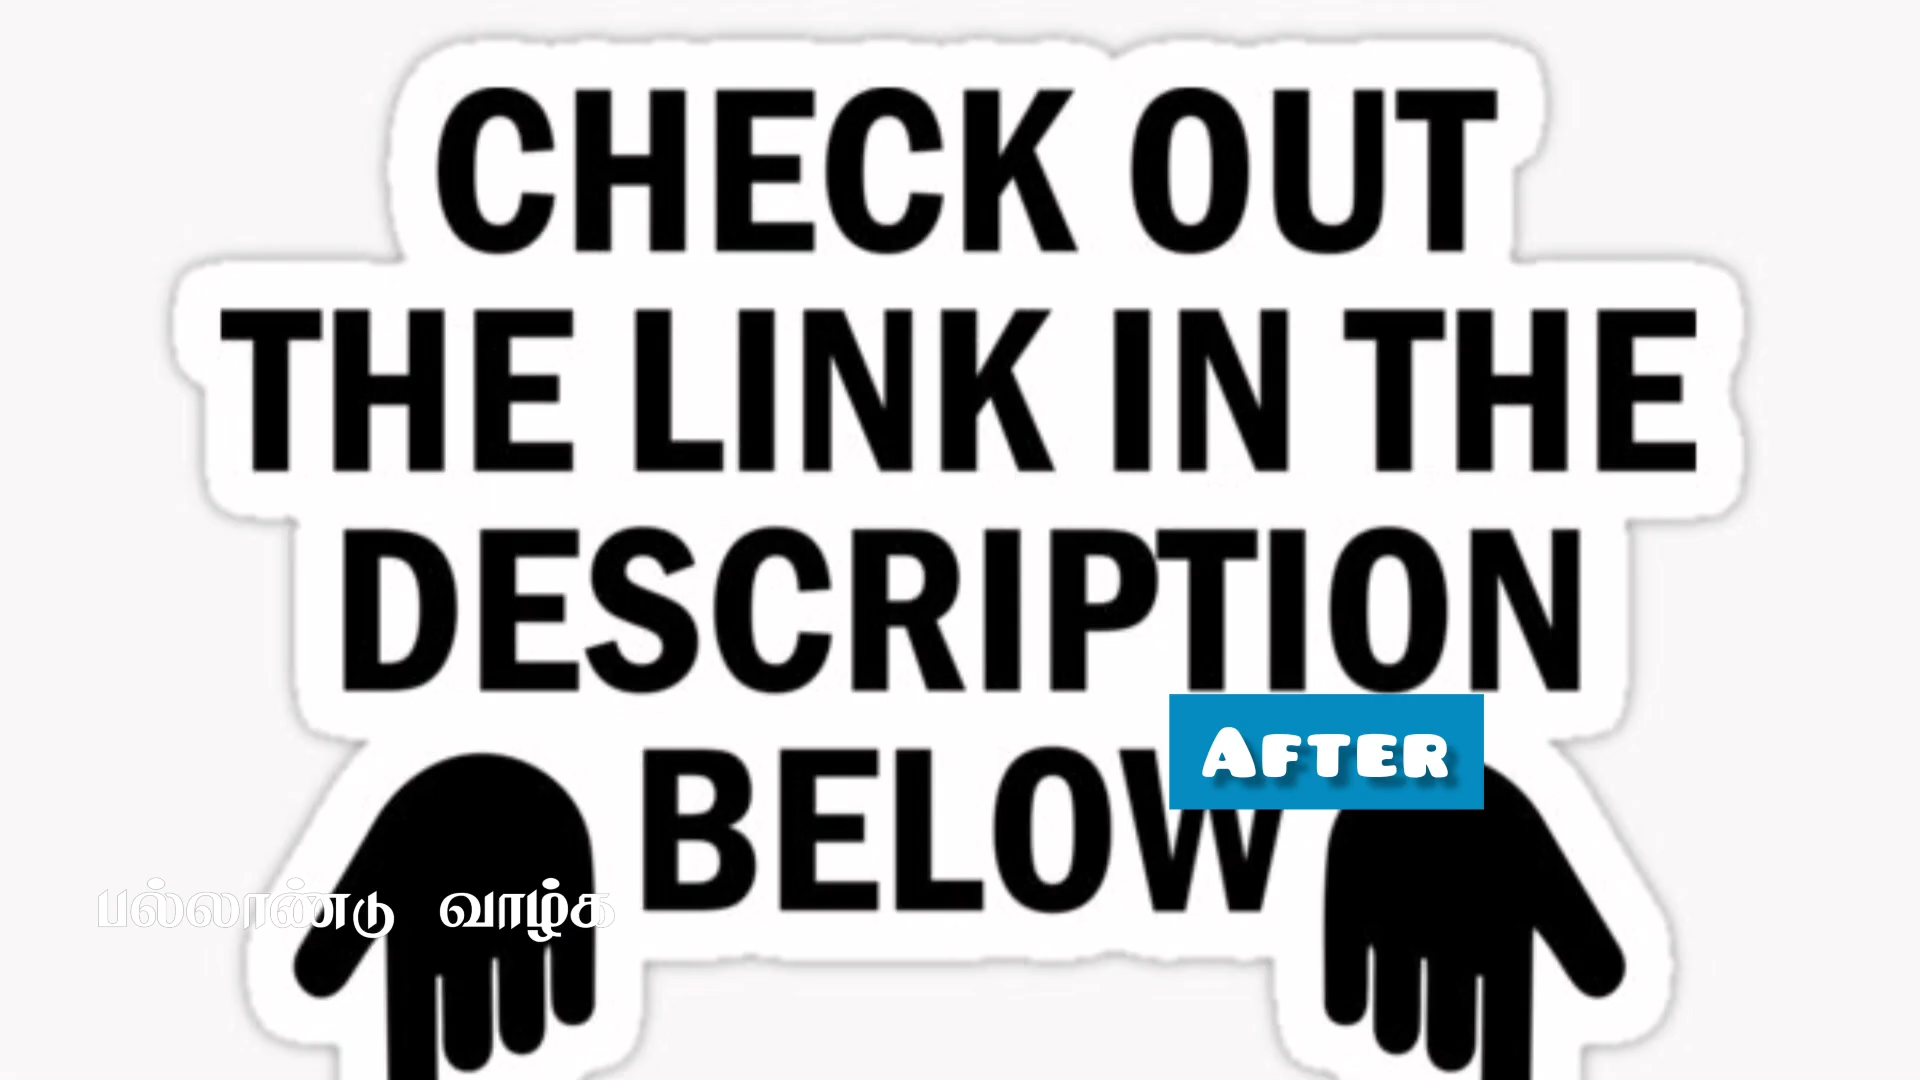 CHECK OUT
THE LINK IN THE
DESCRIPTION
AFTER
BELOW
பல்லாண்டு வாழ்க